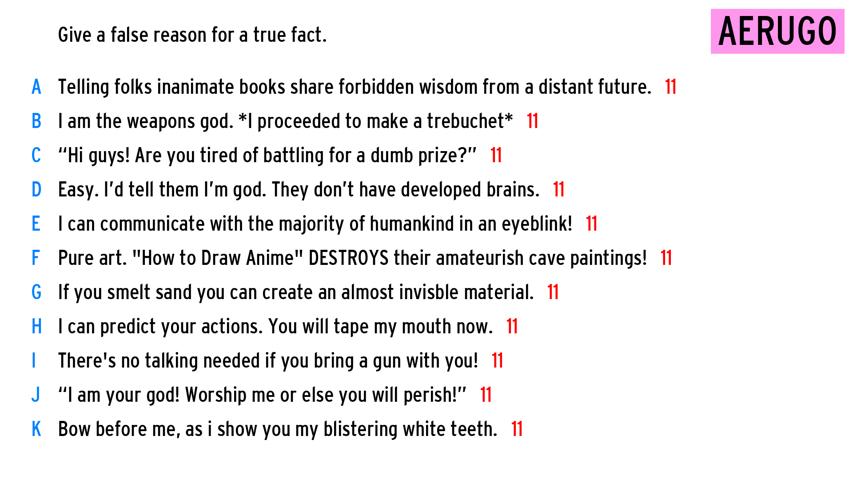 Give a false reason for a true fact.
AERUGO
A Telling folks inanimate books share forbidden wisdom from a distant future. 11
B I am the weapons god. *I proceeded to make a trebuchet* 11
C “Hi guys! Are you tired of battling for a dumb prize?” 11
D Easy. I’d tell them I’m god. They don’t have developed brains. 11
E I can communicate with the majority of humankind in an eyeblink! 11
F Pure art. "How to Draw Anime" DESTROYS their amateurish cave paintings! 11
G If you smelt sand you can create an almost invisble material. 11
H I can predict your actions. You will tape my mouth now. 11
I There's no talking needed if you bring a gun with you! 11
J “I am your god! Worship me or else you will perish!” 11
K Bow before me, as i show you my blistering white teeth. 11